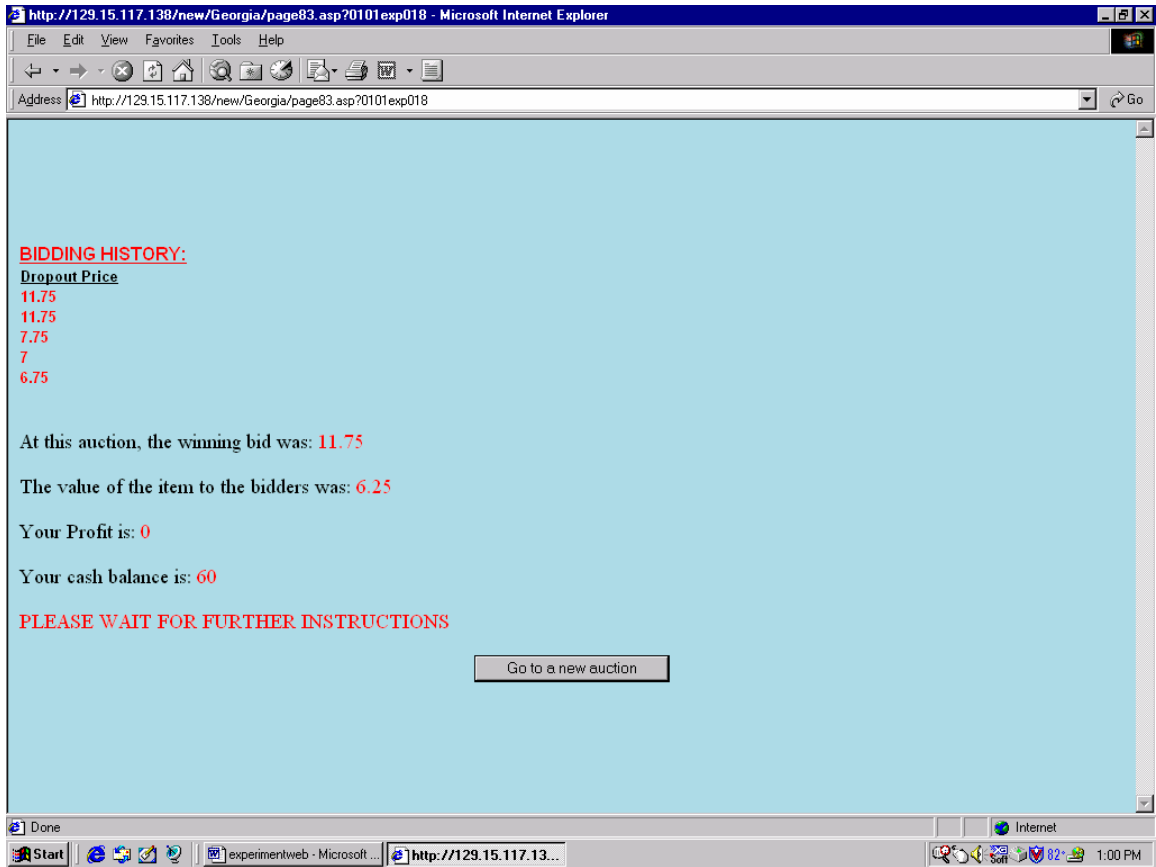 http://129.15.117.138/new/Georgia/page83.asp?0101exp018 - Microsoft Internet Explorer
File Edit View Favorites Tools Help
Address http://129.15.117.138/new/Georgia/page83.asp?0101exp018 Go
BIDDING HISTORY:
Dropout Price
11.75
11.75
7.75
7
6.75
At this auction, the winning bid was: 11.75
The value of the item to the bidders was: 6.25
Your Profit is: 0
Your cash balance is: 60
PLEASE WAIT FOR FURTHER INSTRUCTIONS
Go to a new auction
Done Internet
Start experimentweb - Microsoft ... http://129.15.117.13... 82° 1:00 PM